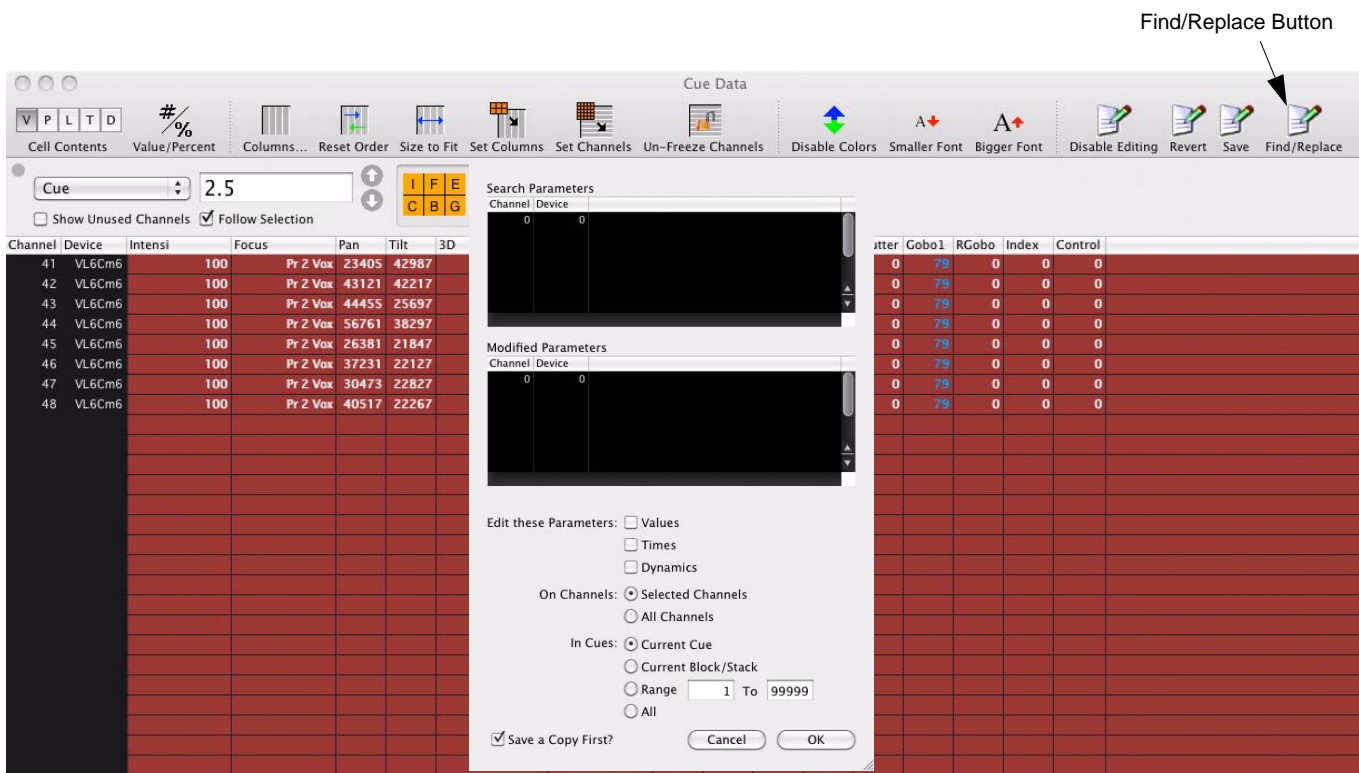 Find/Replace Button
Cue Data
V P L T D #/% A A
Cell Contents Value/Percent Columns... Reset Order Size to Fit Set Columns Set Channels Un-Freeze Channels Disable Colors Smaller Font Bigger Font Disable Editing Revert Save Find/Replace
Cue 2.5 I F E
C B G
Show Unused Channels Follow Selection
Channel Device Intensi Focus Pan Tilt 3D utter Gobo1 RGobo Index Control
41 VL6Cm6 100 Pr 2 Vox 23405 42987 0 79 0 0 0
42 VL6Cm6 100 Pr 2 Vox 43121 42217 0 79 0 0 0
43 VL6Cm6 100 Pr 2 Vox 44455 25697 0 79 0 0 0
44 VL6Cm6 100 Pr 2 Vox 56761 38297 0 79 0 0 0
45 VL6Cm6 100 Pr 2 Vox 26381 21847 0 79 0 0 0
46 VL6Cm6 100 Pr 2 Vox 37231 22127 0 79 0 0 0
47 VL6Cm6 100 Pr 2 Vox 30473 22827 0 79 0 0 0
48 VL6Cm6 100 Pr 2 Vox 40517 22267 0 79 0 0 0
Search Parameters
Channel Device
0 0
Modified Parameters
Channel Device
0 0
Edit these Parameters: Values
Times
Dynamics
On Channels: Selected Channels
All Channels
In Cues: Current Cue
Current Block/Stack
Range 1 To 99999
All
Save a Copy First? Cancel OK